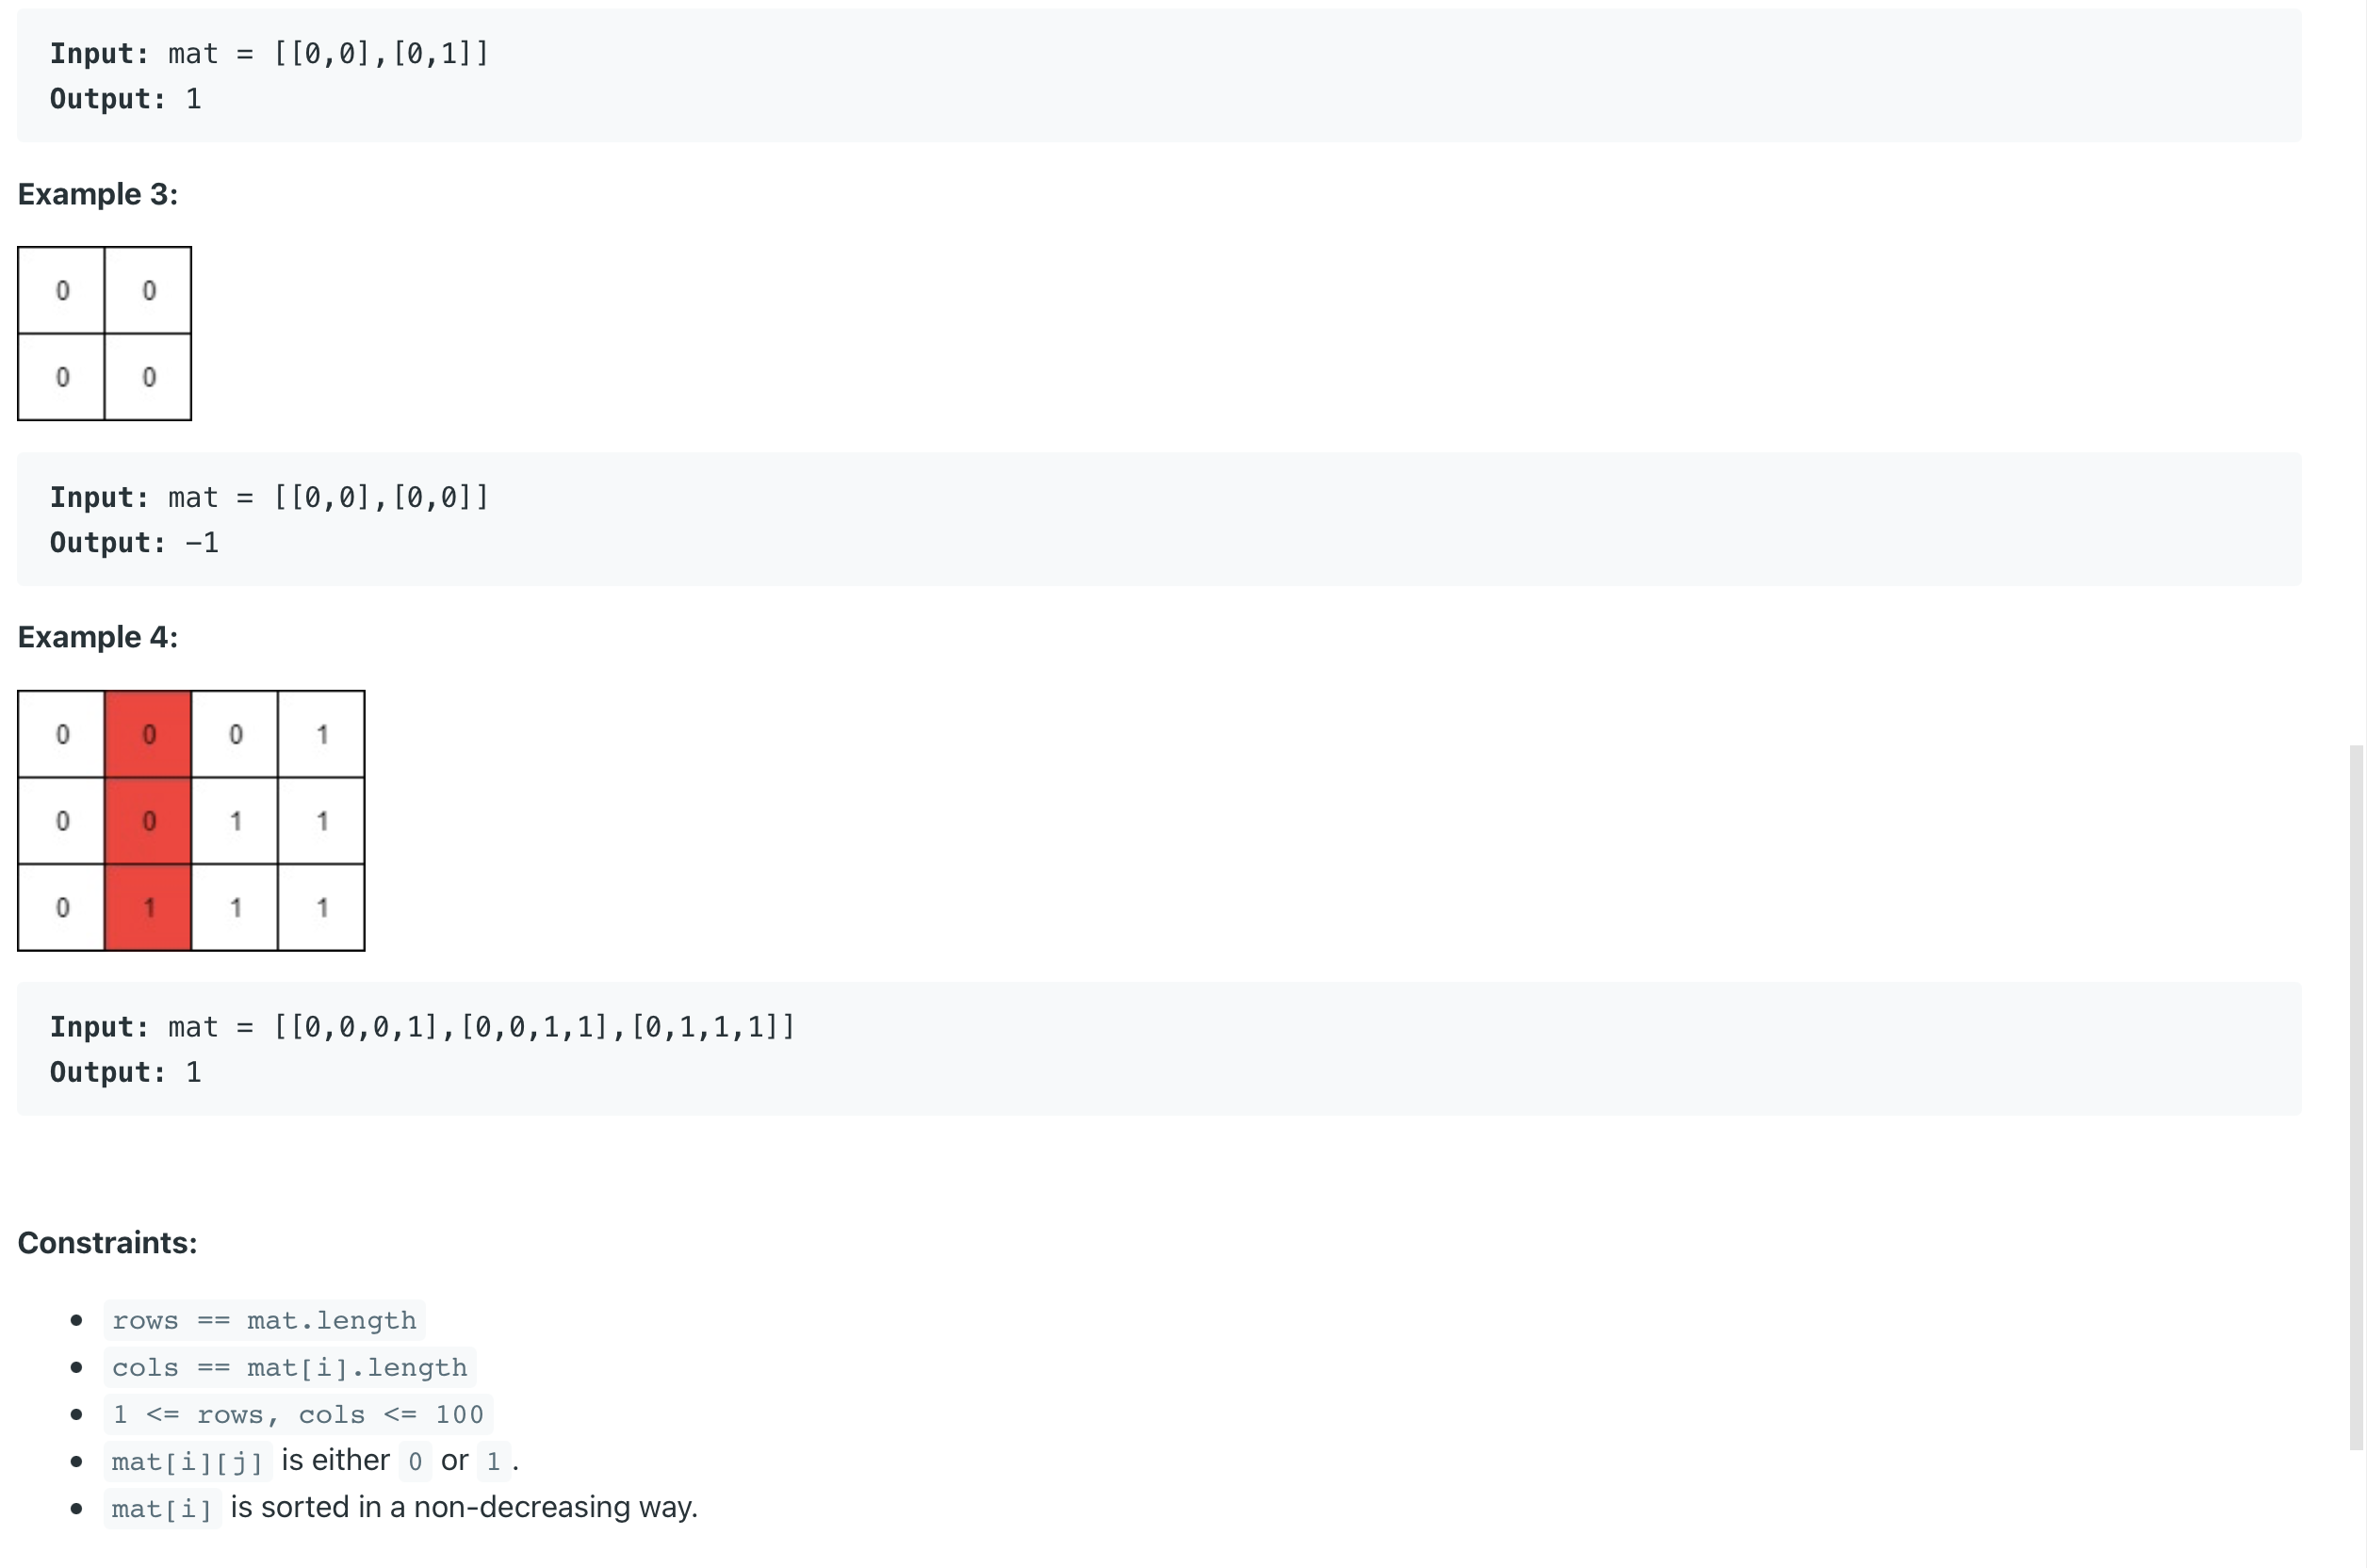 Input: mat = [[0,0],[0,1]]
Output: 1
Example 3:
0 0
0 0
Input: mat = [[0,0],[0,0]]
Output: -1
Example 4:
0 0 0 1
0 0 1 1
0 1 1 1
Input: mat = [[0,0,0,1],[0,0,1,1],[0,1,1,1]]
Output: 1
Constraints:
• rows == mat.length
• cols == mat[i].length
• 1 <= rows, cols <= 100
• mat[i][j] is either 0 or 1.
• mat[i] is sorted in a non-decreasing way.